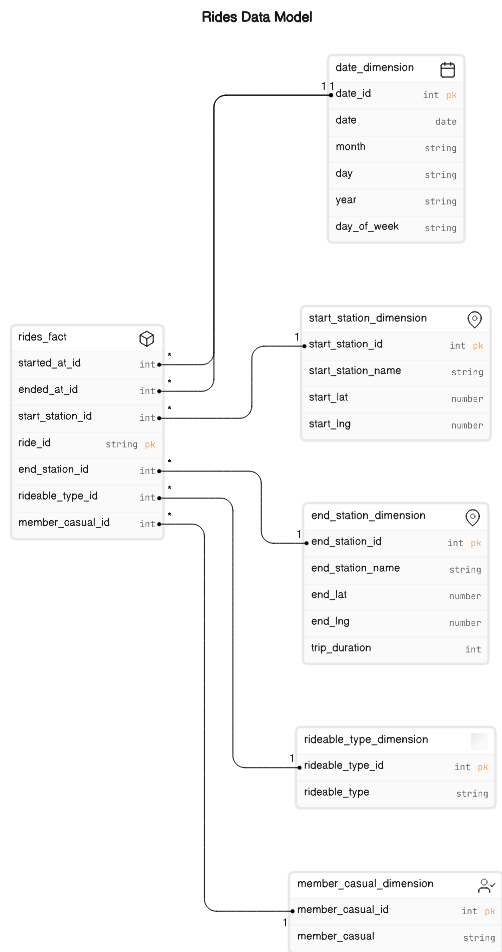 Rides Data Model
date_dimension
1 1
date_id int pk
date date
month string
day string
year string
day_of_week string
rides_fact
started_at_id int *
ended_at_id int *
start_station_id int *
ride_id string pk
end_station_id int *
rideable_type_id int *
member_casual_id int *
start_station_dimension
1
start_station_id int pk
start_station_name string
start_lat number
start_lng number
end_station_dimension
1
end_station_id int pk
end_station_name string
end_lat number
end_lng number
trip_duration int
rideable_type_dimension
1
rideable_type_id int pk
rideable_type string
member_casual_dimension
member_casual_id int pk
1
member_casual string